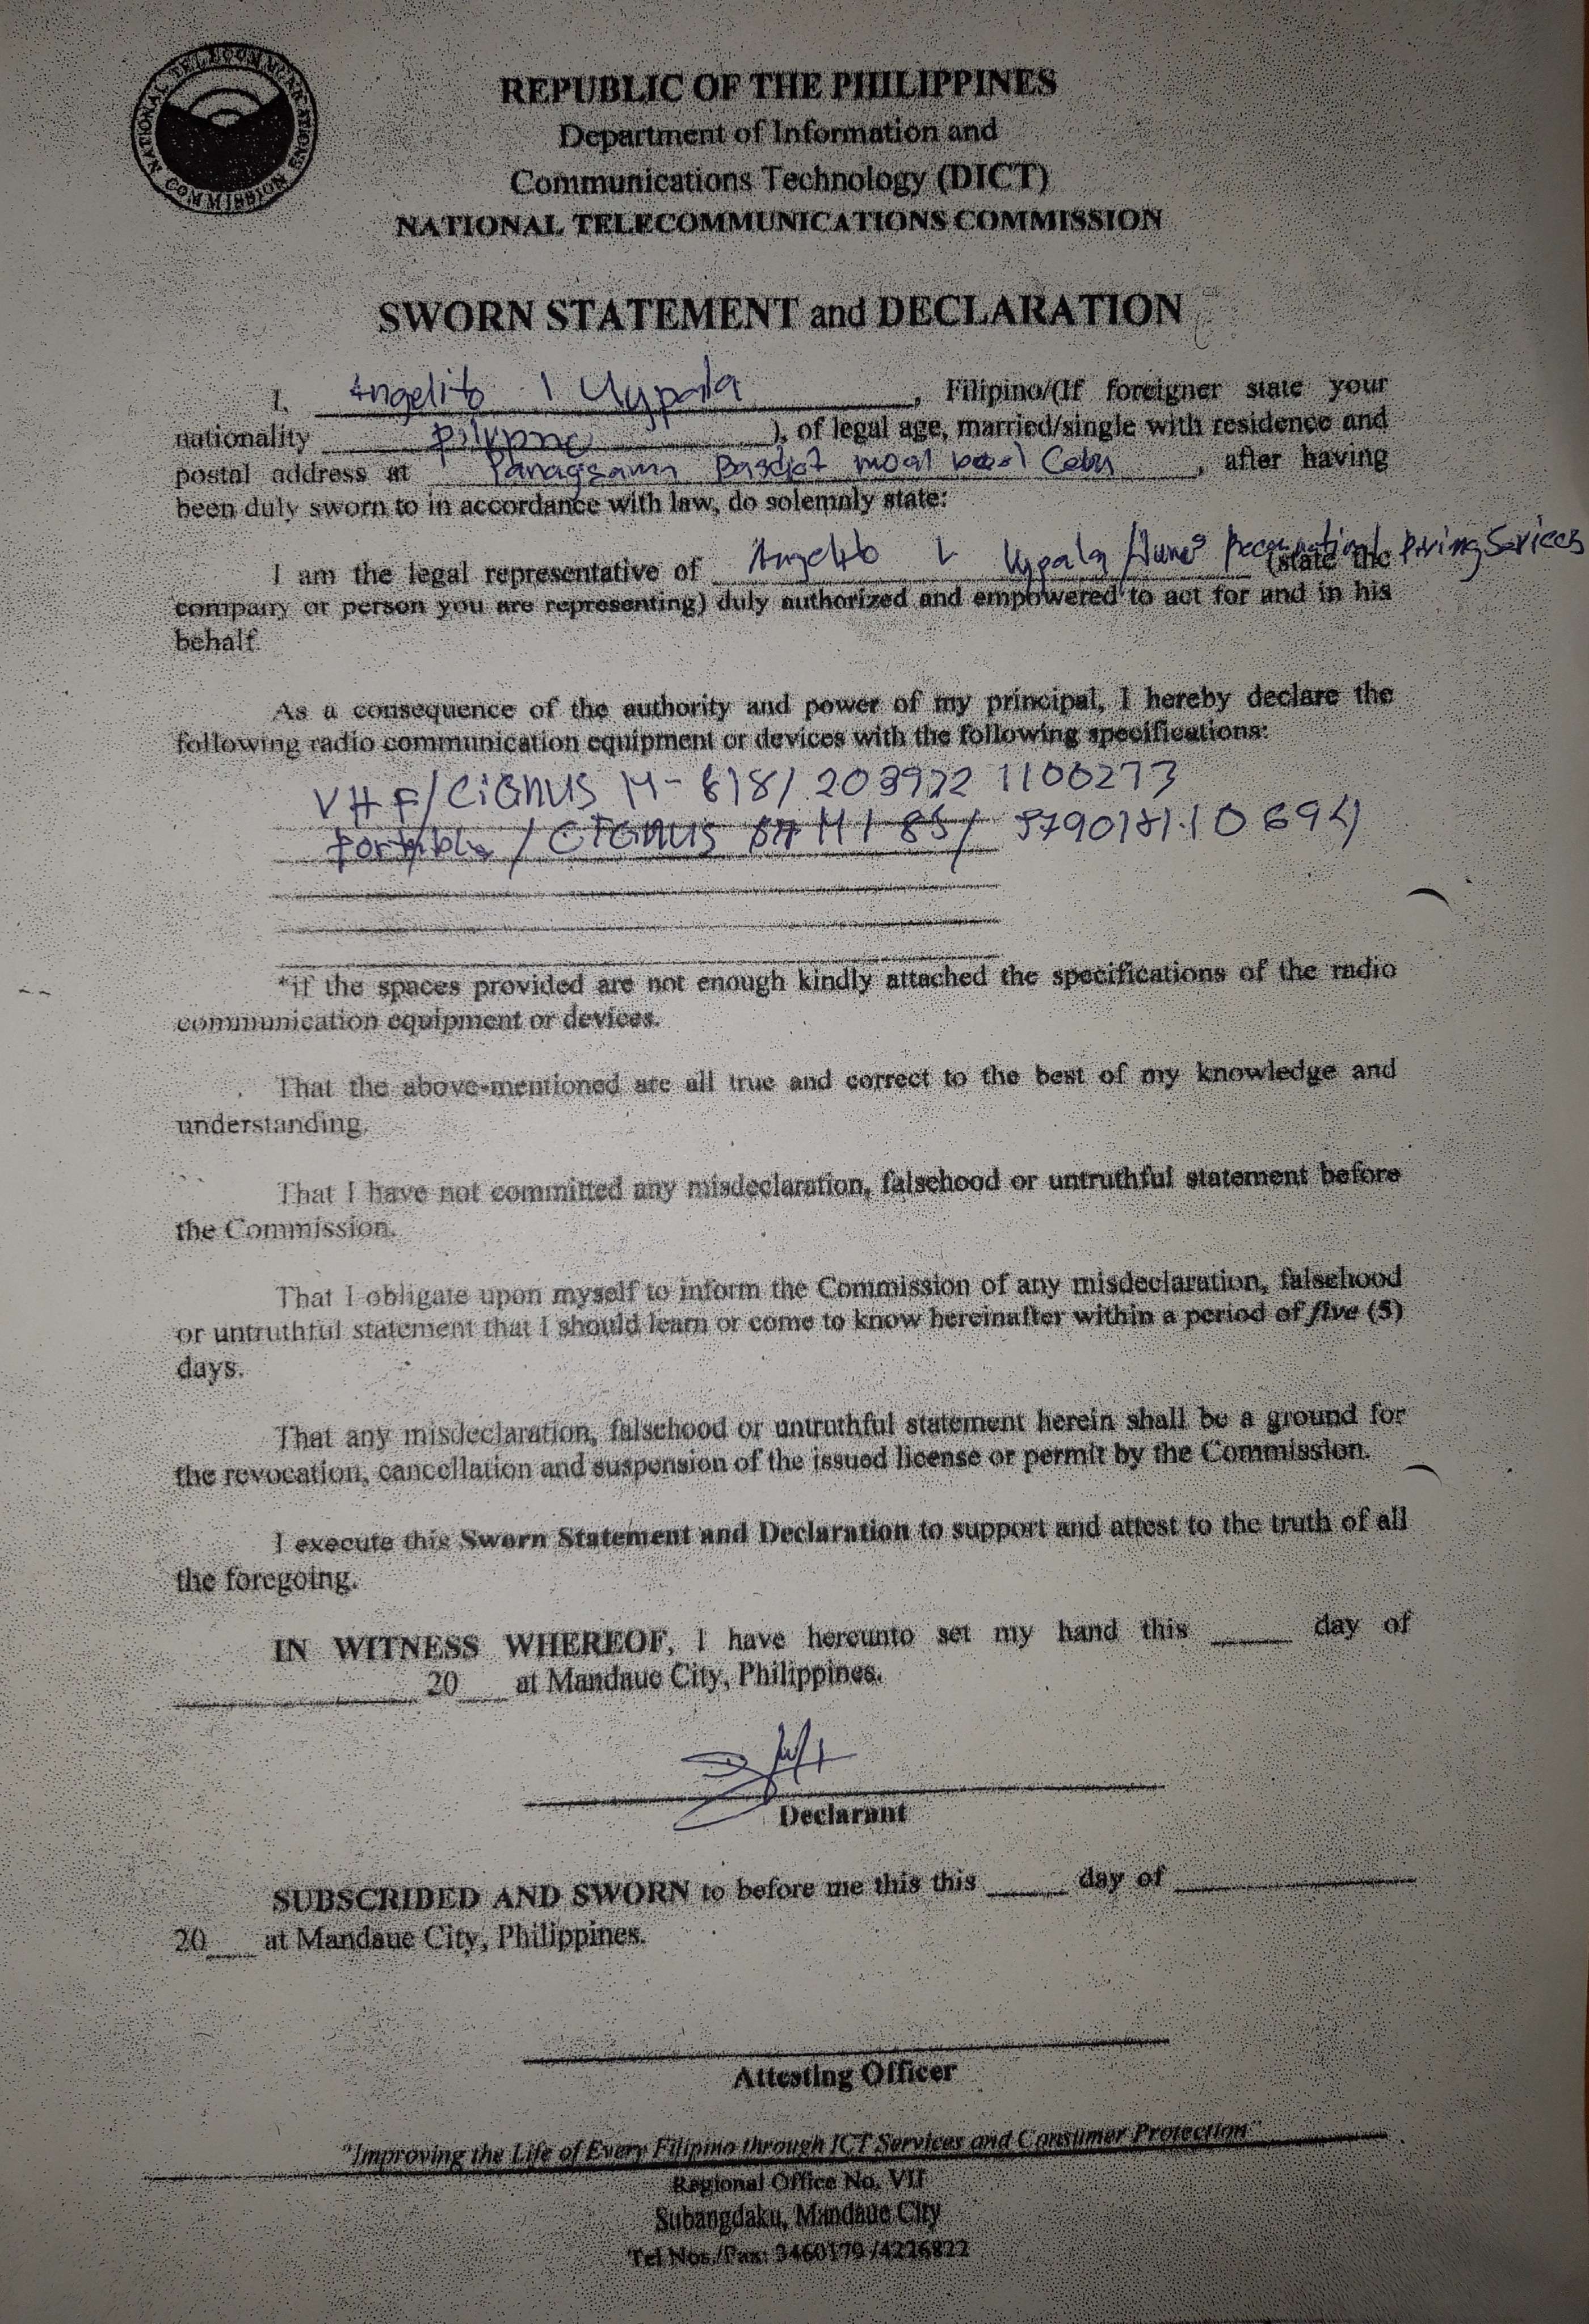 NATIONAL TELECOMMUNICATIONS COMMISSION
REPUBLIC OF THE PHILIPPINES
Department of Information and
Communications Technology (DICT)
NATIONAL TELECOMMUNICATIONS COMMISSION
SWORN STATEMENT and DECLARATION
I, Angelito Uypala, Filipino/(If foreigner state your
nationality ), of legal age, married/single with residence and
postal address at Panagsama Basdiot Cebu, after having
been duly sworn to in accordance with law, do solemnly state:
I am the legal representative of Angelito L Uypala / Diving Services (state the
company or person you are representing) duly authorized and empowered to act for and in his
behalf.
As a consequence of the authority and power of my principal, I hereby declare the
following radio communication equipment or devices with the following specifications:
VHF/CiGnUS 1100273
Portable / CiGnUS
*if the spaces provided are not enough kindly attached the specifications of the radio
communication equipment or devices.
That the above-mentioned are all true and correct to the best of my knowledge and
understanding.
That I have not committed any misdeclaration, falsehood or untruthful statement before
the Commission.
That I obligate upon myself to inform the Commission of any misdeclaration, falsehood
or untruthful statement that I should learn or come to know hereinafter within a period of five (5)
days.
That any misdeclaration, falsehood or untruthful statement herein shall be a ground for
the revocation, cancellation and suspension of the issued license or permit by the Commission.
I execute this Sworn Statement and Declaration to support and attest to the truth of all
the foregoing.
IN WITNESS WHEREOF, I have hereunto set my hand this ____ day of
____ 20__ at Mandaue City, Philippines.
Declarant
SUBSCRIDED AND SWORN to before me this this ____ day of ____
20__ at Mandaue City, Philippines.
Attesting Officer
"Improving the Life of Every Filipino through ICT Services and Consumer Protection"
Regional Office No. VII
Subangdaku, Mandaue City
Tel Nos./Fax: 3460179 /4226822